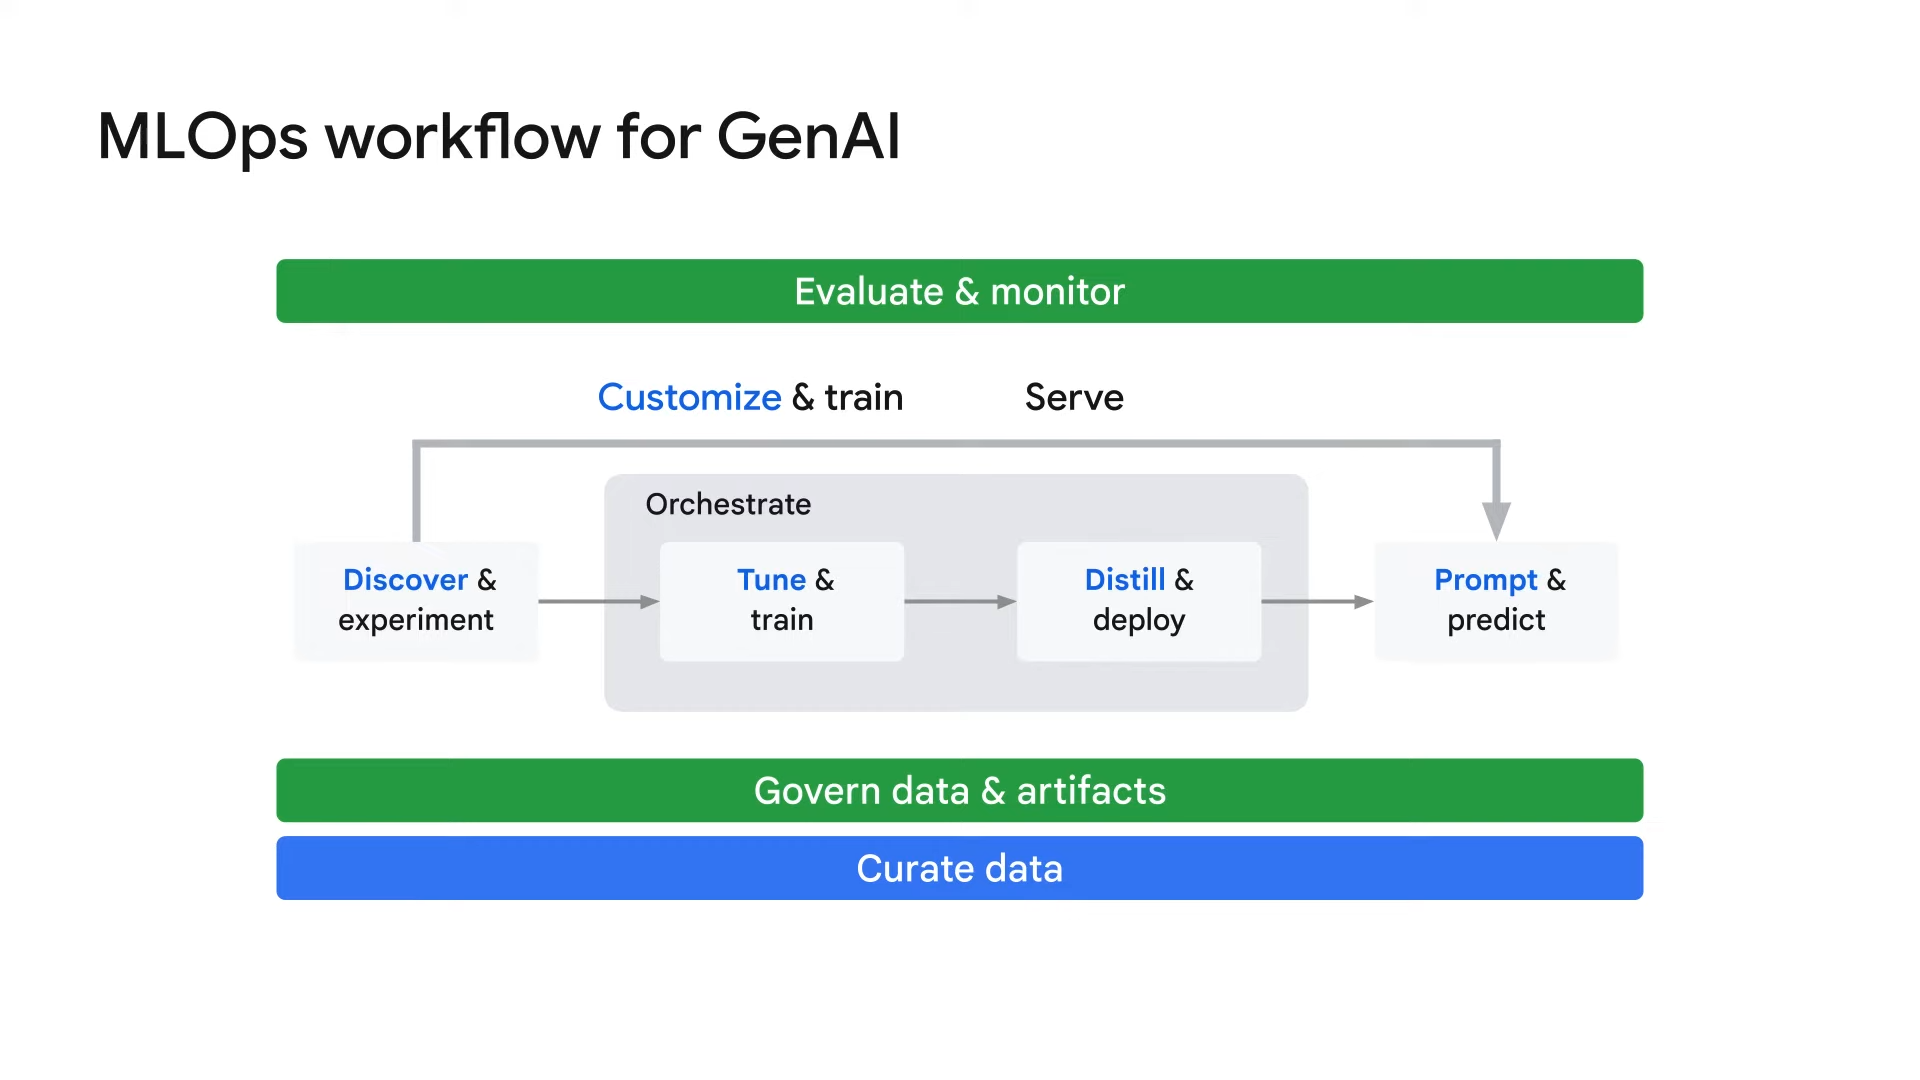 MLOps workflow for GenAI
Evaluate & monitor
Customize & train
Serve
Orchestrate
Discover &
experiment
Tune &
train
Distill &
deploy
Prompt &
predict
Govern data & artifacts
Curate data